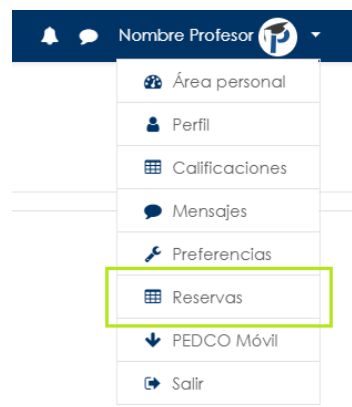 Nombre Profesor
Área personal
Perfil
Calificaciones
Mensajes
Preferencias
Reservas
PEDCO Móvil
Salir